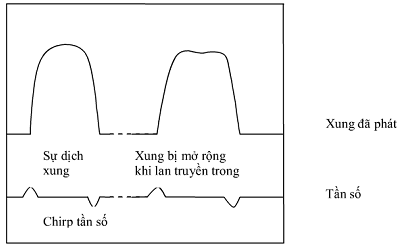 Xung đã phát
Sự dịch
xung
Xung bị mở rộng
khi lan truyền trong
Tần số
Chirp tần số